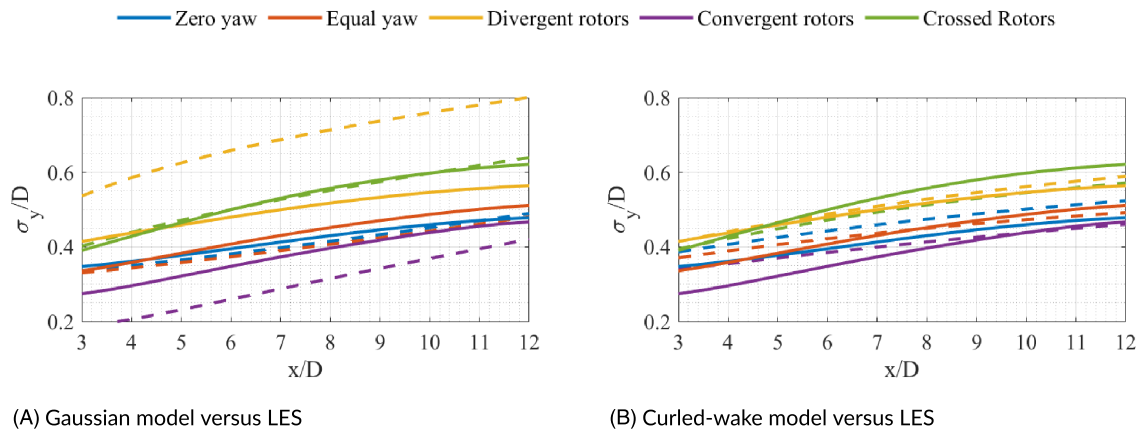 Zero yaw Equal yaw Divergent rotors Convergent rotors Crossed Rotors
0.8
0.6
0.4
0.2
σy/D
3 4 5 6 7 8 9 10 11 12
x/D
(A) Gaussian model versus LES
0.8
0.6
0.4
0.2
σy/D
3 4 5 6 7 8 9 10 11 12
x/D
(B) Curled-wake model versus LES